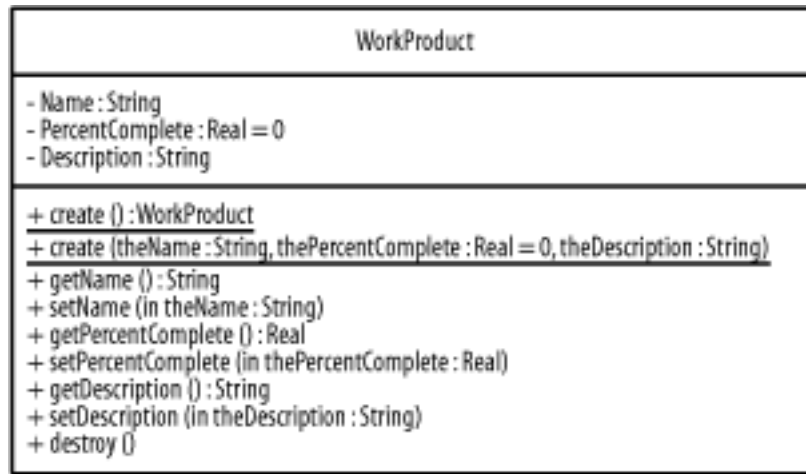 WorkProduct
- Name : String
- PercentComplete : Real = 0
- Description : String
+ create () : WorkProduct
+ create (theName : String, thePercentComplete : Real = 0, theDescription : String)
+ getName () : String
+ setName (in theName : String)
+ getPercentComplete () : Real
+ setPercentComplete (in thePercentComplete : Real)
+ getDescription () : String
+ setDescription (in theDescription : String)
+ destroy ()